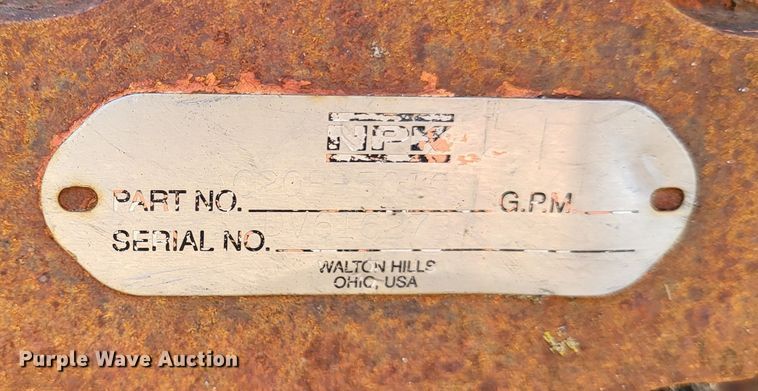 NPK
PART NO. G.P.M.
SERIAL NO.
WALTON HILLS
OHIO, USA
Purple Wave Auction